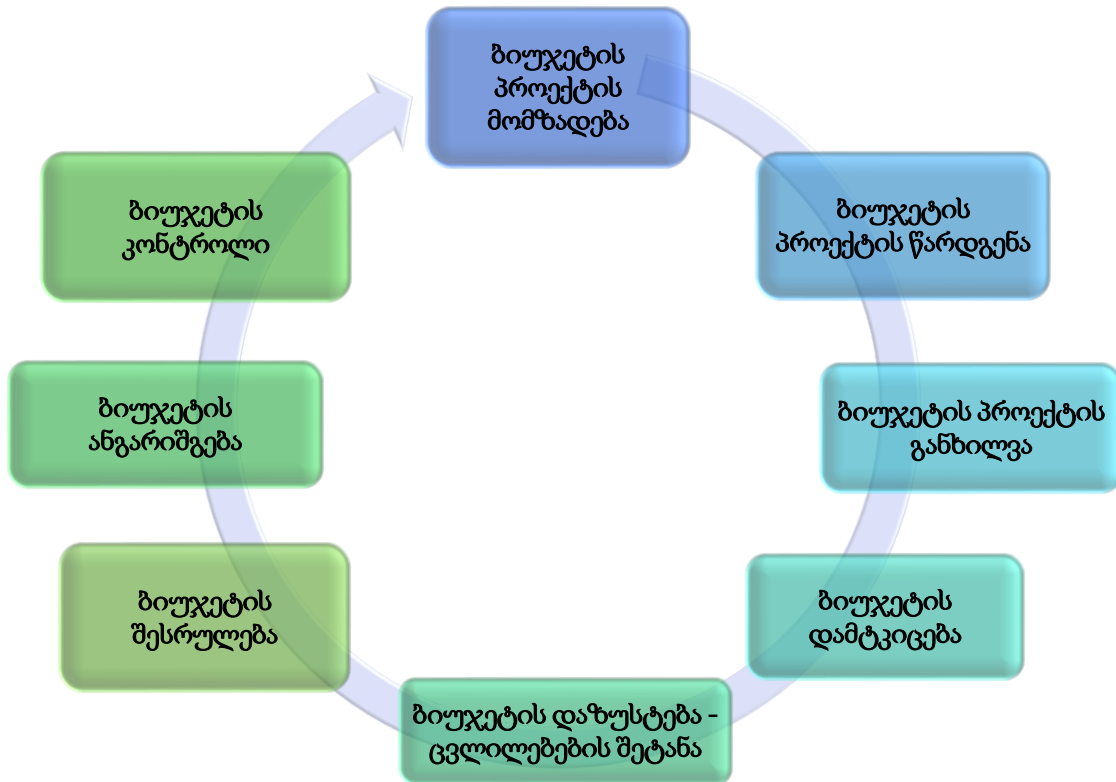 ბიუჯეტის
პროექტის
მომზადება
ბიუჯეტის
პროექტის წარდგენა
ბიუჯეტის პროექტის
განხილვა
ბიუჯეტის
დამტკიცება
ბიუჯეტის დაზუსტება -
ცვლილებების შეტანა
ბიუჯეტის
შესრულება
ბიუჯეტის
ანგარიშგება
ბიუჯეტის
კონტროლი